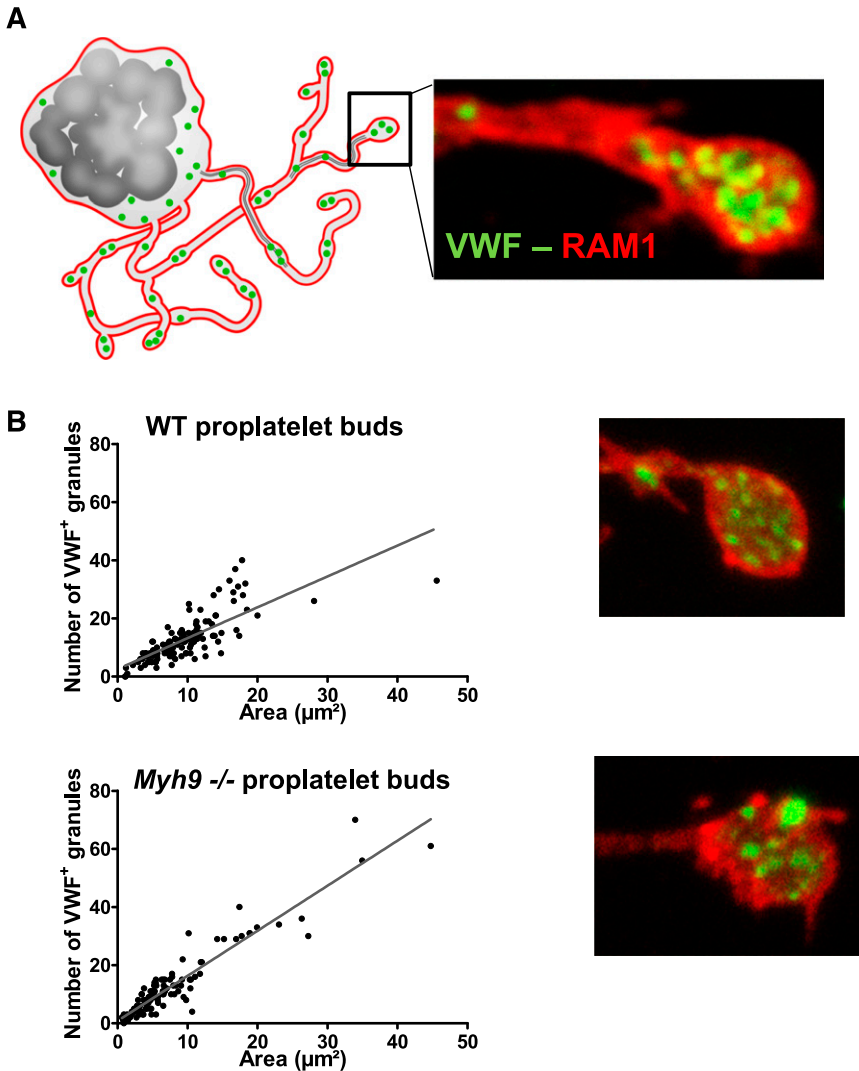 A
VWF – RAM1
B
WT proplatelet buds
Number of VWF⁺ granules
80
60
40
20
0
0 10 20 30 40 50
Area (µm²)
Myh9 -/- proplatelet buds
Number of VWF⁺ granules
80
60
40
20
0
0 10 20 30 40 50
Area (µm²)